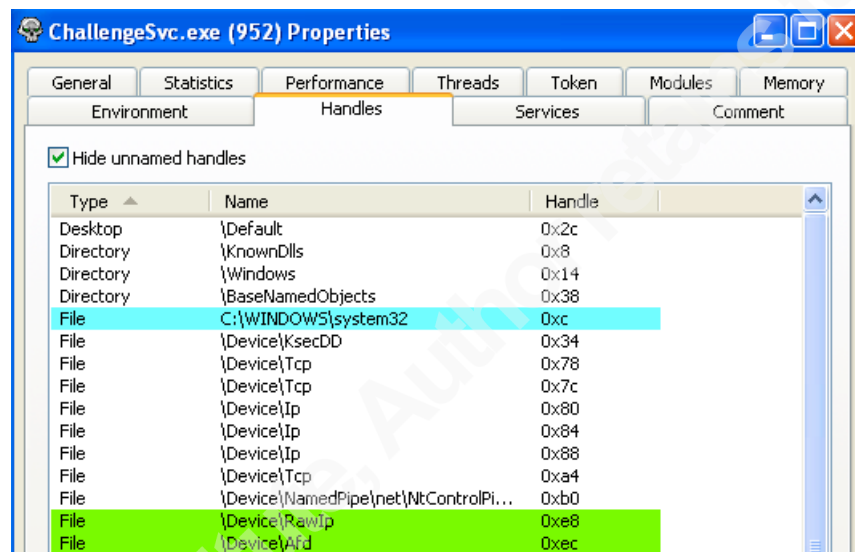 ChallengeSvc.exe (952) Properties
General Statistics Performance Threads Token Modules Memory
Environment Handles Services Comment
Hide unnamed handles
Type Name Handle
Desktop \Default 0x2c
Directory \KnownDlls 0x8
Directory \Windows 0x14
Directory \BaseNamedObjects 0x38
File C:\WINDOWS\system32 0xc
File \Device\KsecDD 0x34
File \Device\Tcp 0x78
File \Device\Tcp 0x7c
File \Device\Ip 0x80
File \Device\Ip 0x84
File \Device\Ip 0x88
File \Device\Tcp 0xa4
File \Device\NamedPipe\net\NtControlPi... 0xb0
File \Device\RawIp 0xe8
File \Device\Afd 0xec